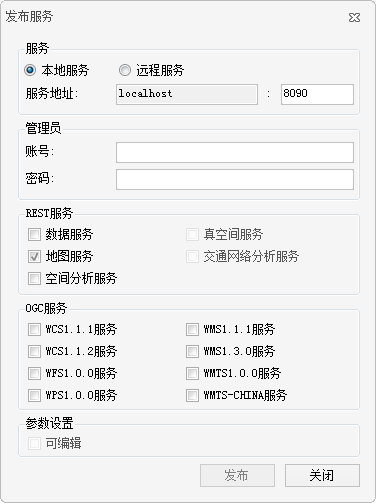 发布服务
服务
本地服务 远程服务
服务地址: localhost : 8090
管理员
账号:
密码:
REST服务
数据服务 真空间服务
地图服务 交通网络分析服务
空间分析服务
OGC服务
WCS1.1.1服务 WMS1.1.1服务
WCS1.1.2服务 WMS1.3.0服务
WFS1.0.0服务 WMTS1.0.0服务
WPS1.0.0服务 WMTS-CHINA服务
参数设置
可编辑
发布 关闭